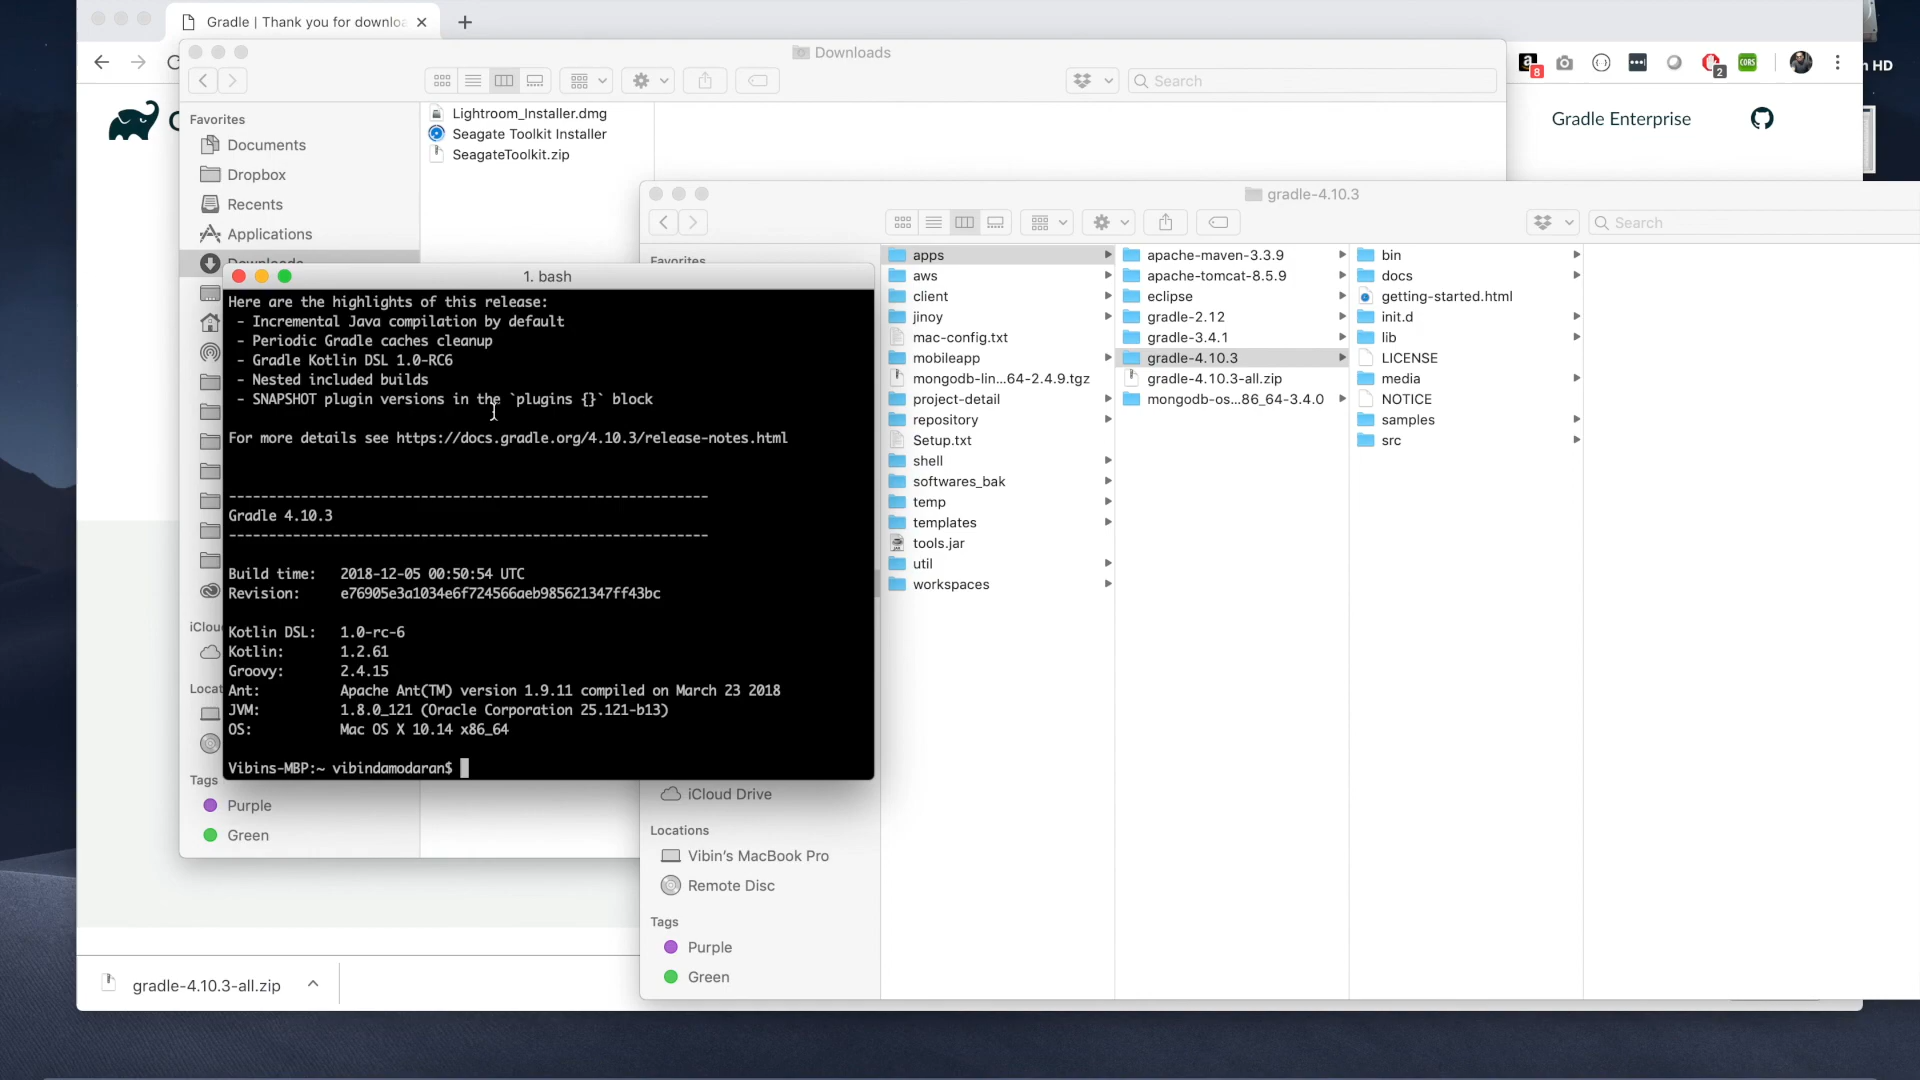 Gradle | Thank you for downlo
Downloads
Search
8
2
CORS
HD
Gradle Enterprise
Favorites
Documents
Dropbox
Recents
Applications
Downloads
Lightroom_Installer.dmg
Seagate Toolkit Installer
SeagateToolkit.zip
iClou
Locat
Tags
Purple
Green
gradle-4.10.3
Search
Favorites
apps
aws
client
jinoy
mac-config.txt
mobileapp
mongodb-lin...64-2.4.9.tgz
project-detail
repository
Setup.txt
shell
softwares_bak
temp
templates
tools.jar
util
workspaces
apache-maven-3.3.9
apache-tomcat-8.5.9
eclipse
gradle-2.12
gradle-3.4.1
gradle-4.10.3
gradle-4.10.3-all.zip
mongodb-os...86_64-3.4.0
bin
docs
getting-started.html
init.d
lib
LICENSE
media
NOTICE
samples
src
iCloud Drive
Locations
Vibin's MacBook Pro
Remote Disc
Tags
Purple
Green
1. bash
Here are the highlights of this release:
- Incremental Java compilation by default
- Periodic Gradle caches cleanup
- Gradle Kotlin DSL 1.0-RC6
- Nested included builds
- SNAPSHOT plugin versions in the `plugins {}` block
For more details see https://docs.gradle.org/4.10.3/release-notes.html
------------------------------------------------------------
Gradle 4.10.3
------------------------------------------------------------
Build time: 2018-12-05 00:50:54 UTC
Revision: e76905e3a1034e6f724566aeb985621347ff43bc
Kotlin DSL: 1.0-rc-6
Kotlin: 1.2.61
Groovy: 2.4.15
Ant: Apache Ant(TM) version 1.9.11 compiled on March 23 2018
JVM: 1.8.0_121 (Oracle Corporation 25.121-b13)
OS: Mac OS X 10.14 x86_64
Vibins-MBP:~ vibindamodaran$
gradle-4.10.3-all.zip